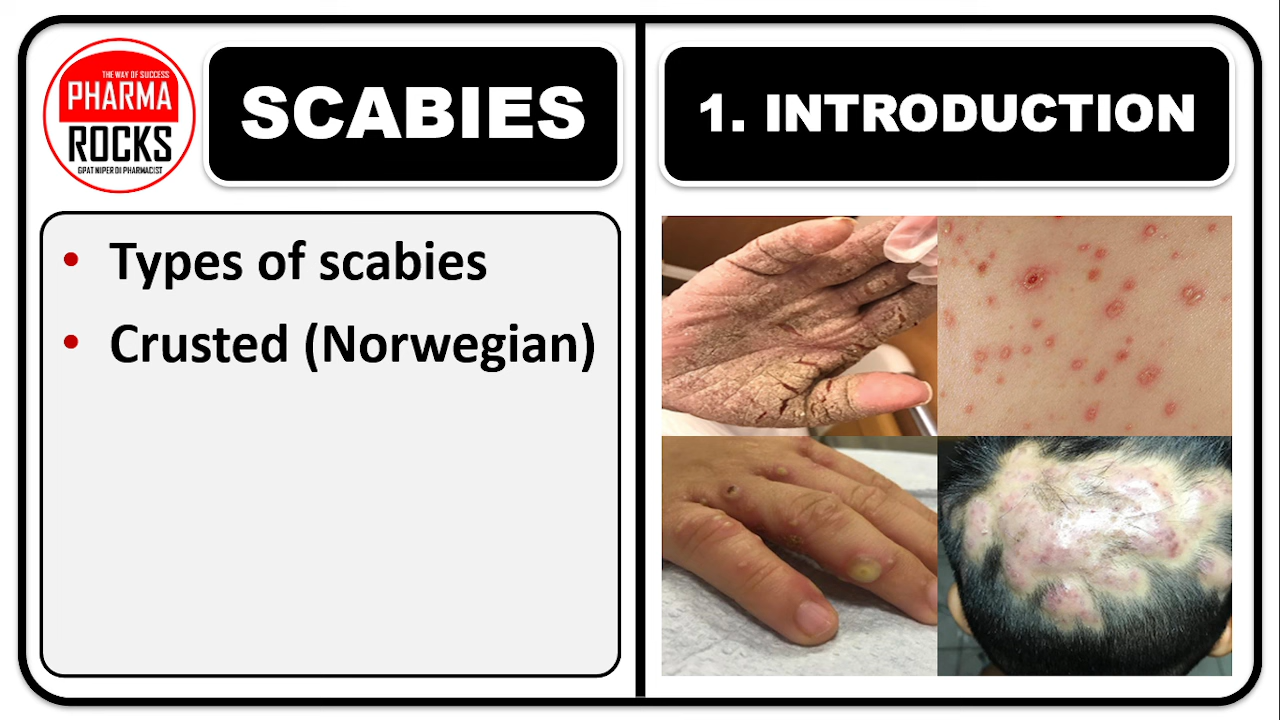 THE WAY OF SUCCESS
PHARMA
ROCKS
GPAT NIPER DI PHARMACIST
SCABIES
1. INTRODUCTION
• Types of scabies
• Crusted (Norwegian)